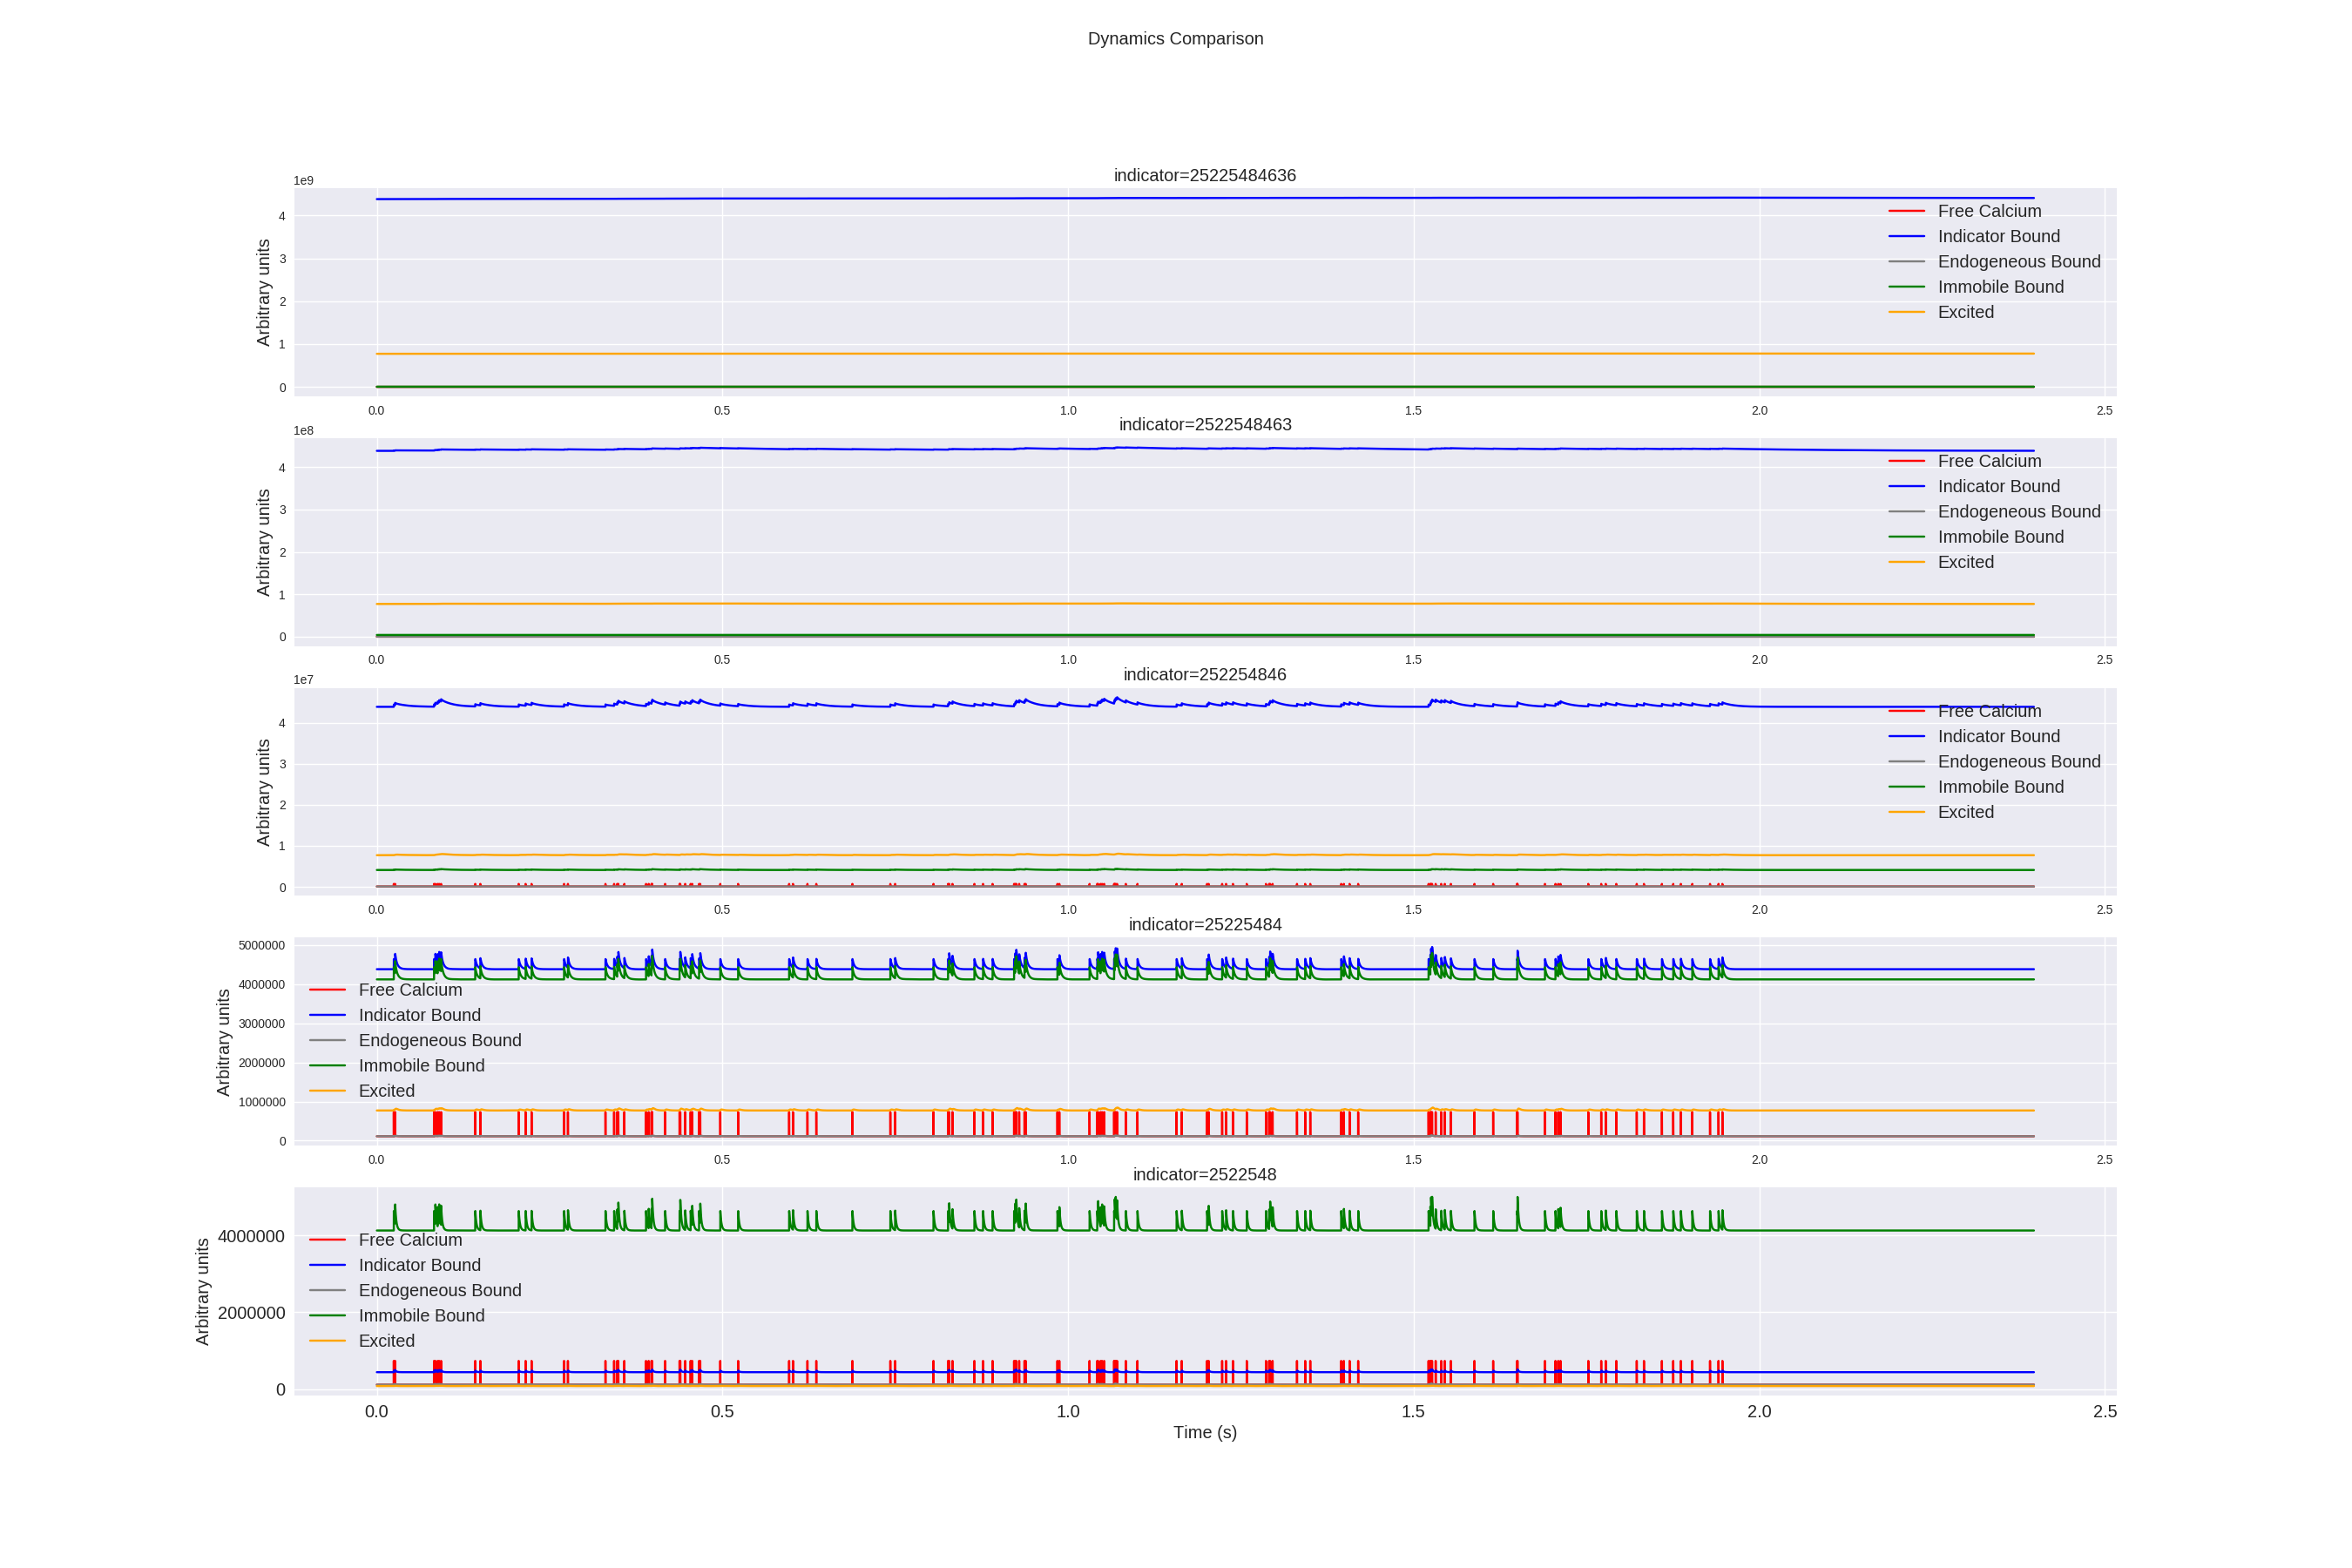 Dynamics Comparison
indicator=25225484636
1e9
Arbitrary units
4
3
2
1
0
Free Calcium
Indicator Bound
Endogeneous Bound
Immobile Bound
Excited
0.0 0.5 1.0 1.5 2.0 2.5
indicator=2522548463
1e8
Arbitrary units
4
3
2
1
0
Free Calcium
Indicator Bound
Endogeneous Bound
Immobile Bound
Excited
0.0 0.5 1.0 1.5 2.0 2.5
indicator=252254846
1e7
Arbitrary units
4
3
2
1
0
Free Calcium
Indicator Bound
Endogeneous Bound
Immobile Bound
Excited
0.0 0.5 1.0 1.5 2.0 2.5
indicator=25225484
Arbitrary units
5000000
4000000
3000000
2000000
1000000
0
Free Calcium
Indicator Bound
Endogeneous Bound
Immobile Bound
Excited
0.0 0.5 1.0 1.5 2.0 2.5
indicator=2522548
Arbitrary units
4000000
2000000
0
Free Calcium
Indicator Bound
Endogeneous Bound
Immobile Bound
Excited
0.0 0.5 1.0 1.5 2.0 2.5
Time (s)